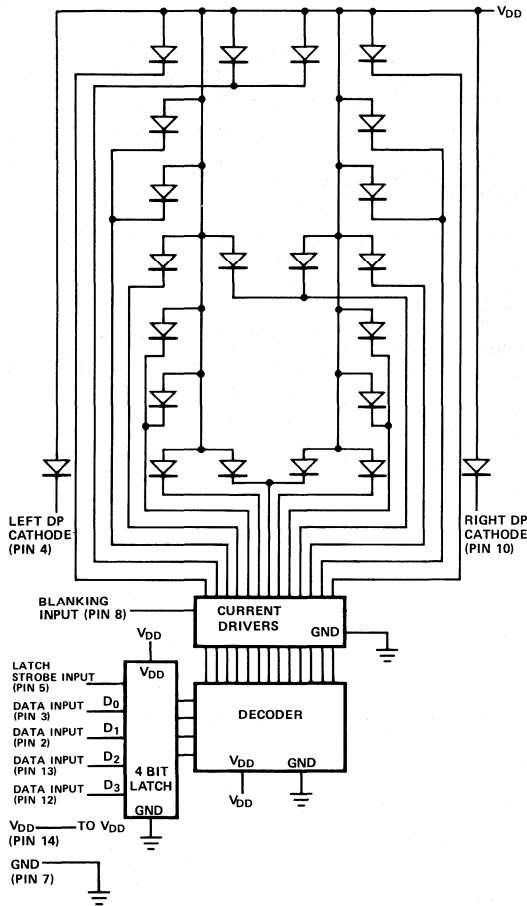 VDD
LEFT DP
CATHODE
(PIN 4)
RIGHT DP
CATHODE
(PIN 10)
BLANKING
INPUT (PIN 8)
CURRENT
DRIVERS
GND
VDD
LATCH
STROBE INPUT
(PIN 5)
VDD
DATA INPUT
(PIN 3)
D0
DATA INPUT
(PIN 2)
D1
DATA INPUT
(PIN 13)
D2
DATA INPUT
(PIN 12)
D3
4 BIT
LATCH
GND
DECODER
VDD
GND
VDD
VDD TO VDD
(PIN 14)
GND
(PIN 7)